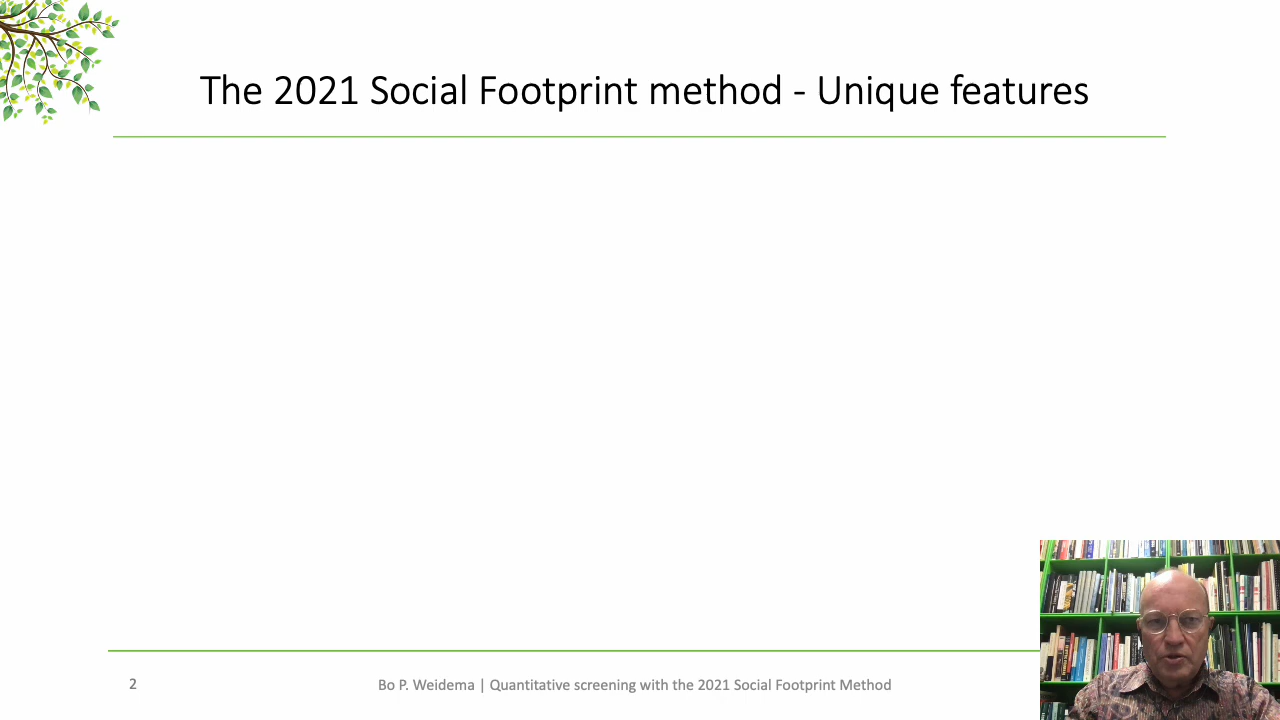 The 2021 Social Footprint method - Unique features
2
Bo P. Weidema | Quantitative screening with the 2021 Social Footprint Method